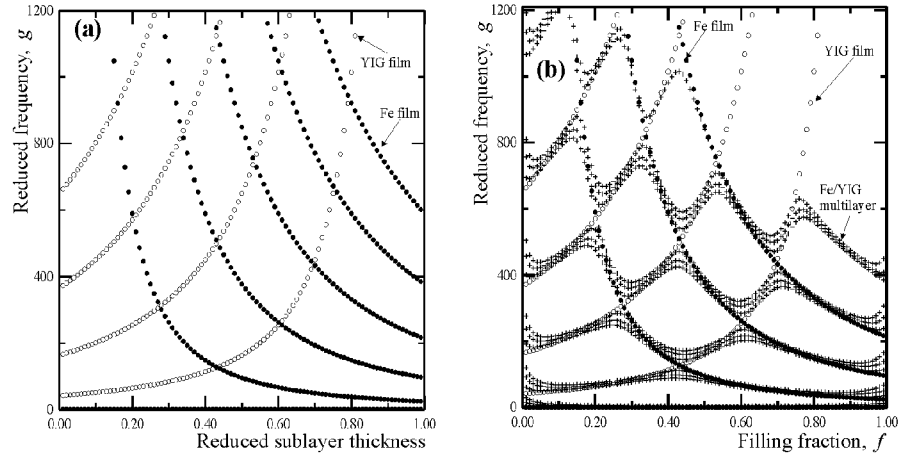 (a)
YIG film
Fe film
Reduced frequency, g
1200
800
400
0
0.00 0.20 0.40 0.60 0.80 1.00
Reduced sublayer thickness
(b)
Fe film
YIG film
Fe/YIG
multilayer
Reduced frequency, g
1200
800
400
0
0.00 0.20 0.40 0.60 0.80 1.00
Filling fraction, f